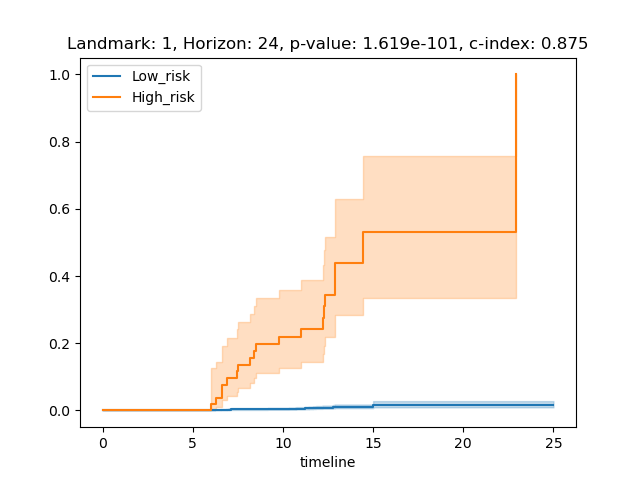 Landmark: 1, Horizon: 24, p-value: 1.619e-101, c-index: 0.875
Low_risk
High_risk
1.0
0.8
0.6
0.4
0.2
0.0
0 5 10 15 20 25
timeline